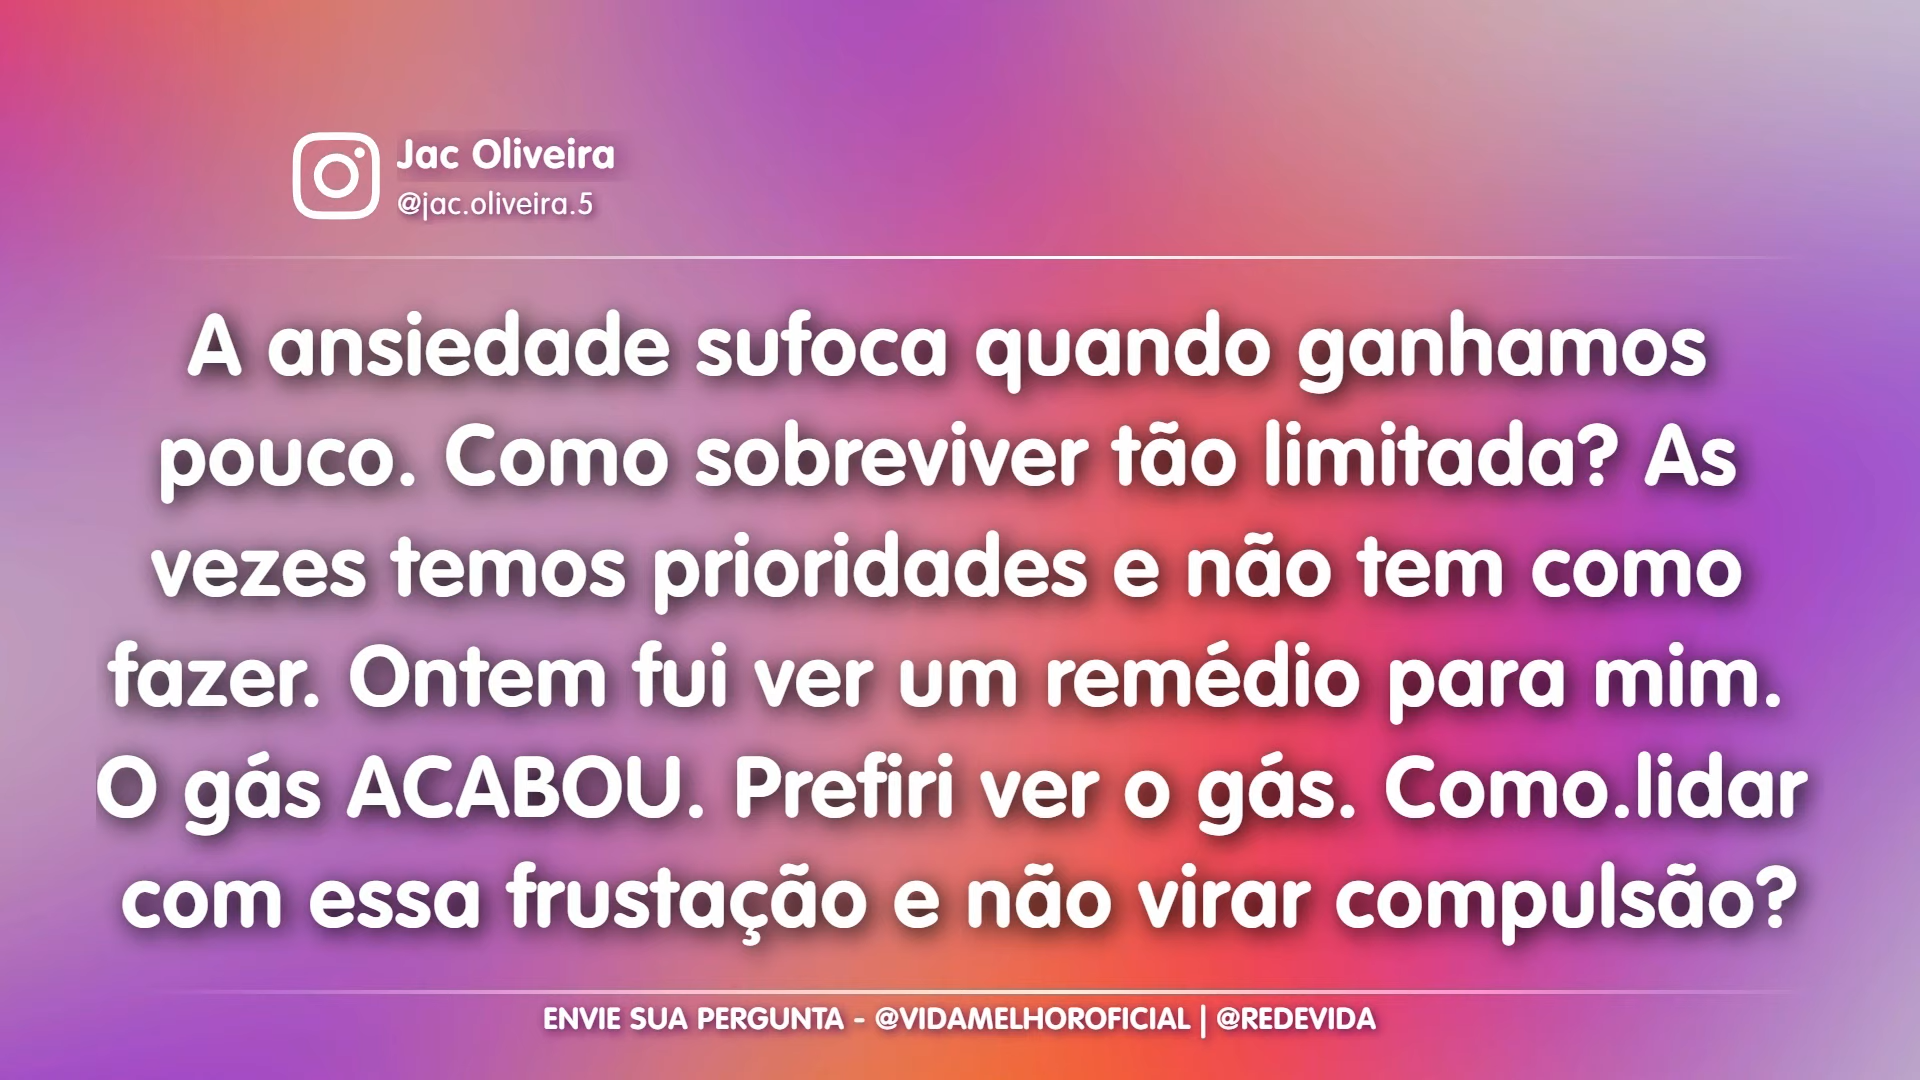 Jac Oliveira
@jac.oliveira.5
A ansiedade sufoca quando ganhamos
pouco. Como sobreviver tão limitada? As
vezes temos prioridades e não tem como
fazer. Ontem fui ver um remédio para mim.
O gás ACABOU. Prefiri ver o gás. Como.lidar
com essa frustação e não virar compulsão?
ENVIE SUA PERGUNTA - @VIDAMELHOROFICIAL | @REDEVIDA